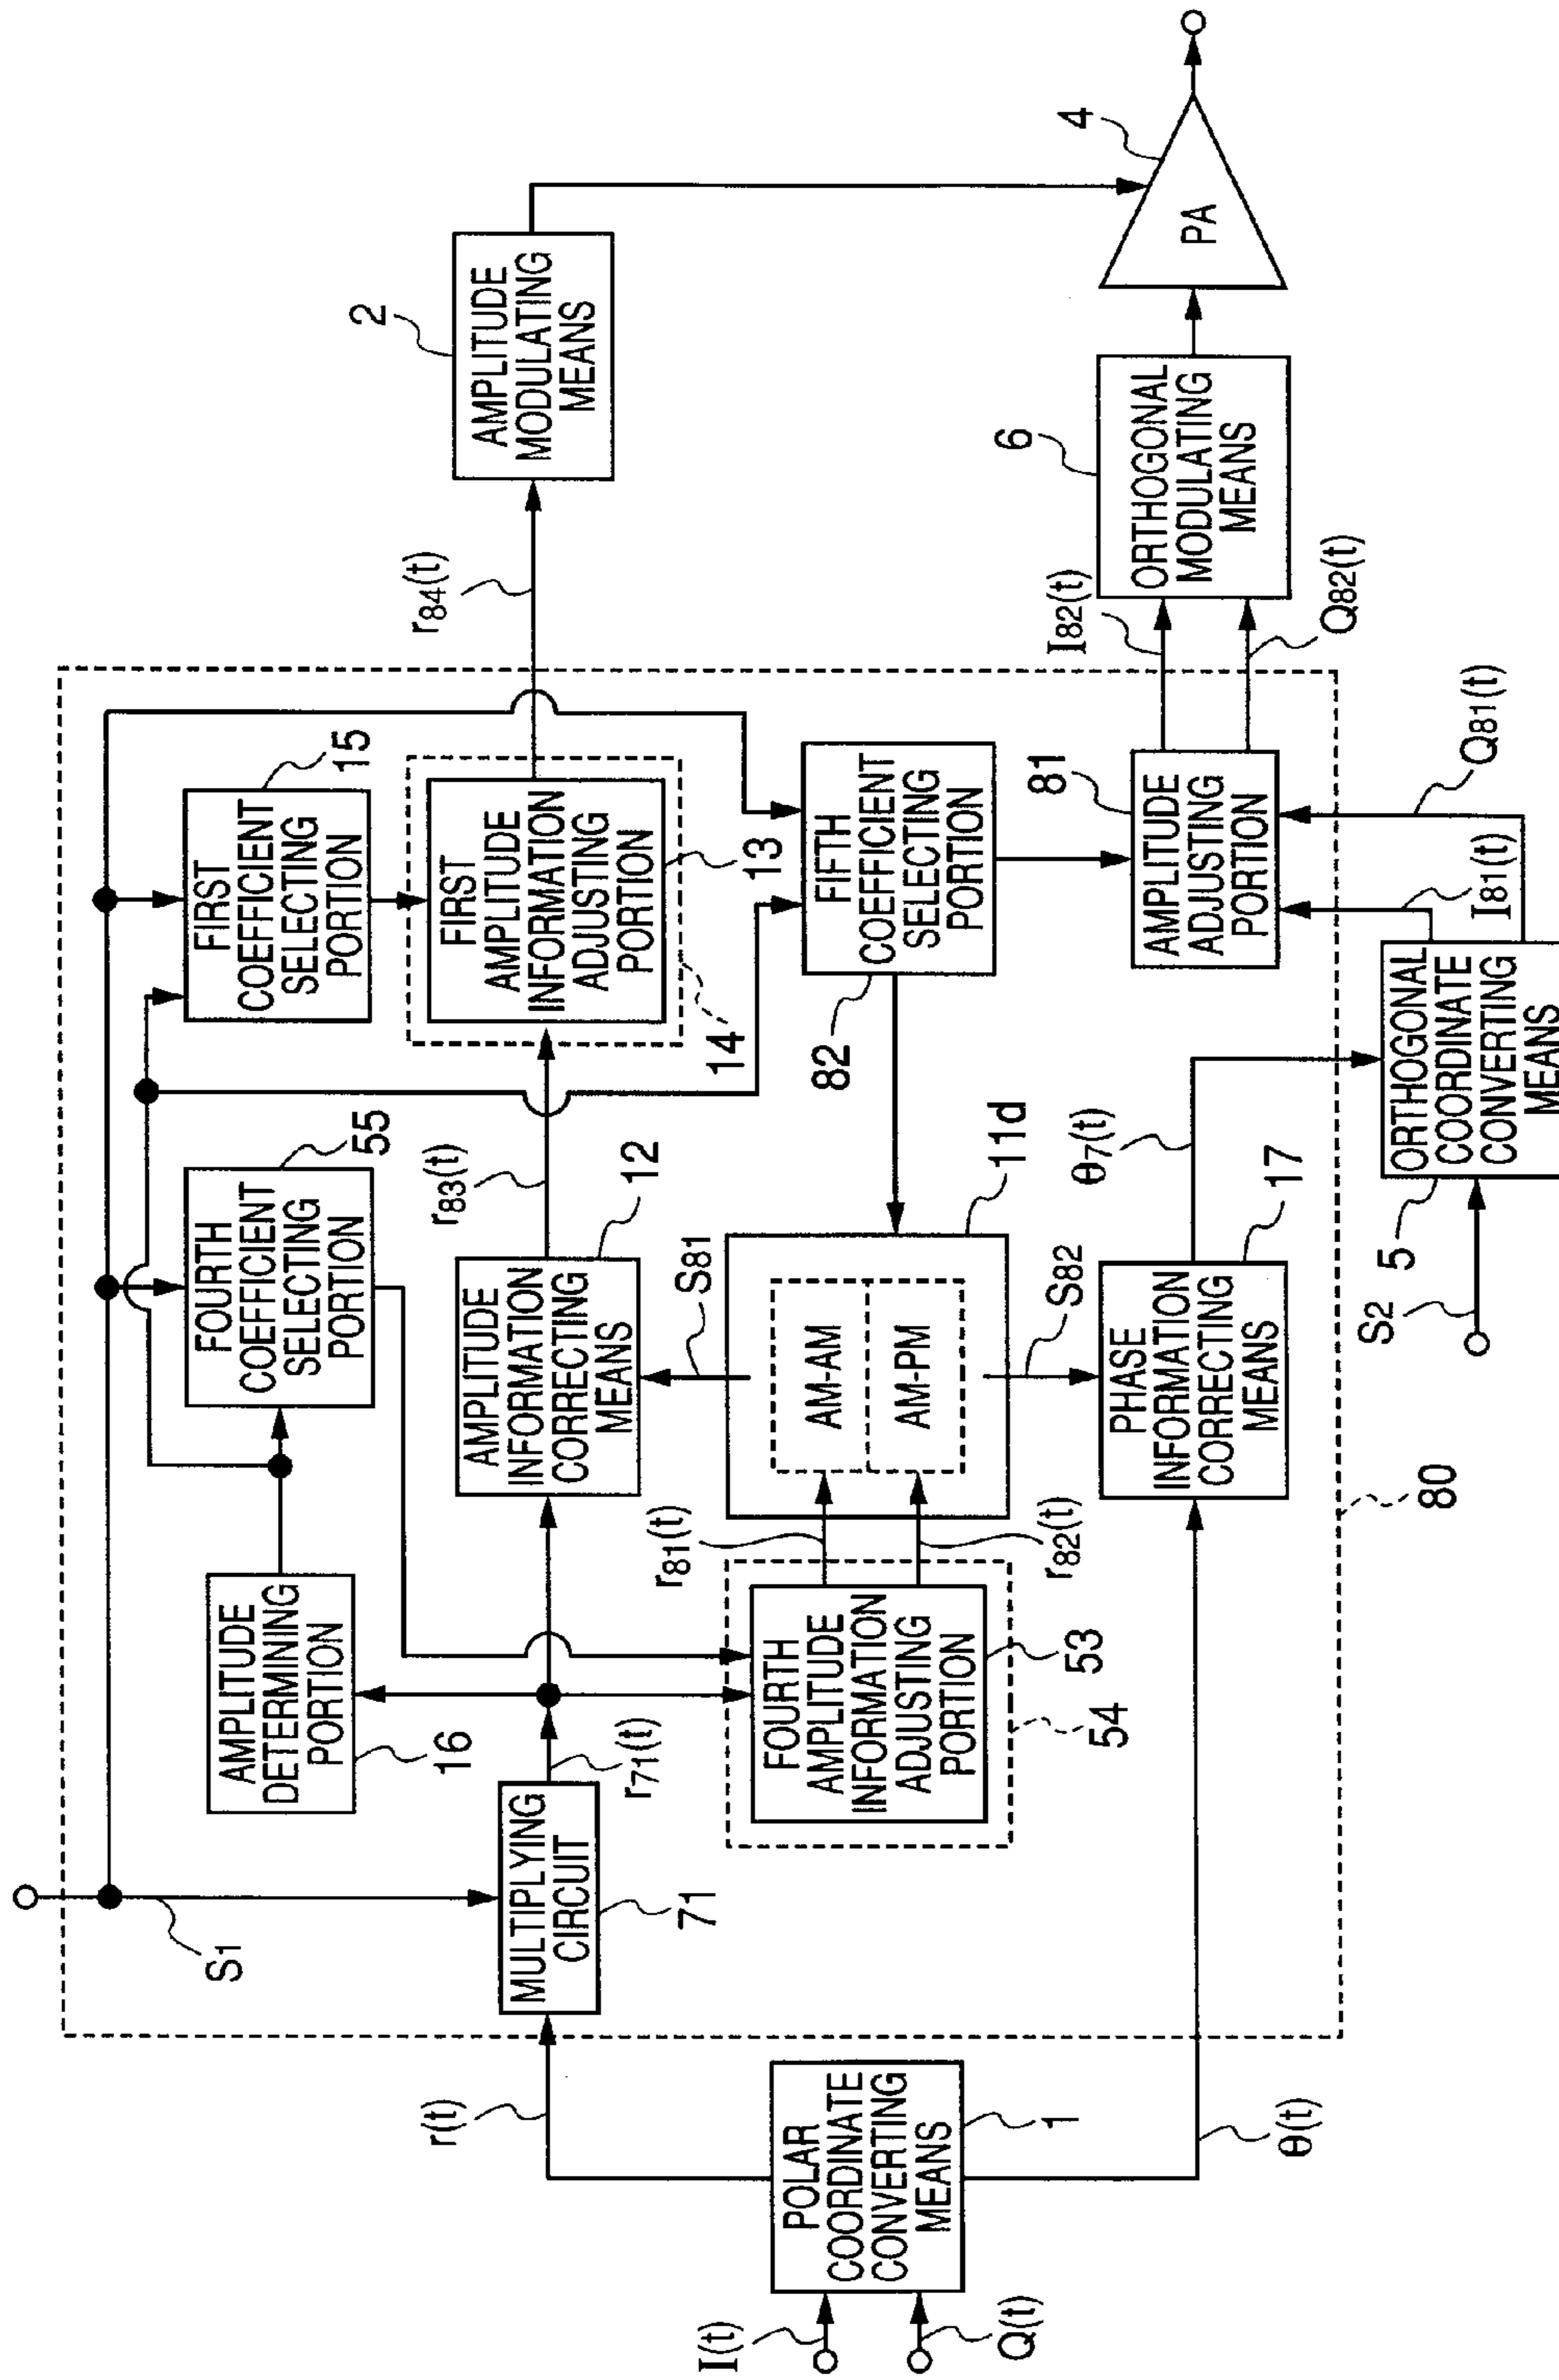 S1
AMPLITUDE
DETERMINING
PORTION
16
FOURTH
COEFFICIENT
SELECTING
PORTION
55
FIRST
COEFFICIENT
SELECTING
PORTION
15
r(t)
MULTIPLYING
CIRCUIT
71
r71(t)
AMPLITUDE
INFORMATION
CORRECTING
MEANS
12
r83(t)
FIRST
AMPLITUDE
INFORMATION
ADJUSTING
PORTION
13
14
r84(t)
AMPLITUDE
MODULATING
MEANS
2
I(t)
Q(t)
POLAR
COORDINATE
CONVERTING
MEANS
1
FOURTH
AMPLITUDE
INFORMATION
ADJUSTING
PORTION
53
54
r81(t)
r82(t)
AM-AM
AM-PM
11d
S81
S82
FIFTH
COEFFICIENT
SELECTING
PORTION
82
θ(t)
PHASE
INFORMATION
CORRECTING
MEANS
17
θ7(t)
80
AMPLITUDE
ADJUSTING
PORTION
81
I82(t)
Q82(t)
ORTHOGONAL
MODULATING
MEANS
6
PA
4
S2
ORTHOGONAL
COORDINATE
CONVERTING
MEANS
5
I81(t)
Q81(t)